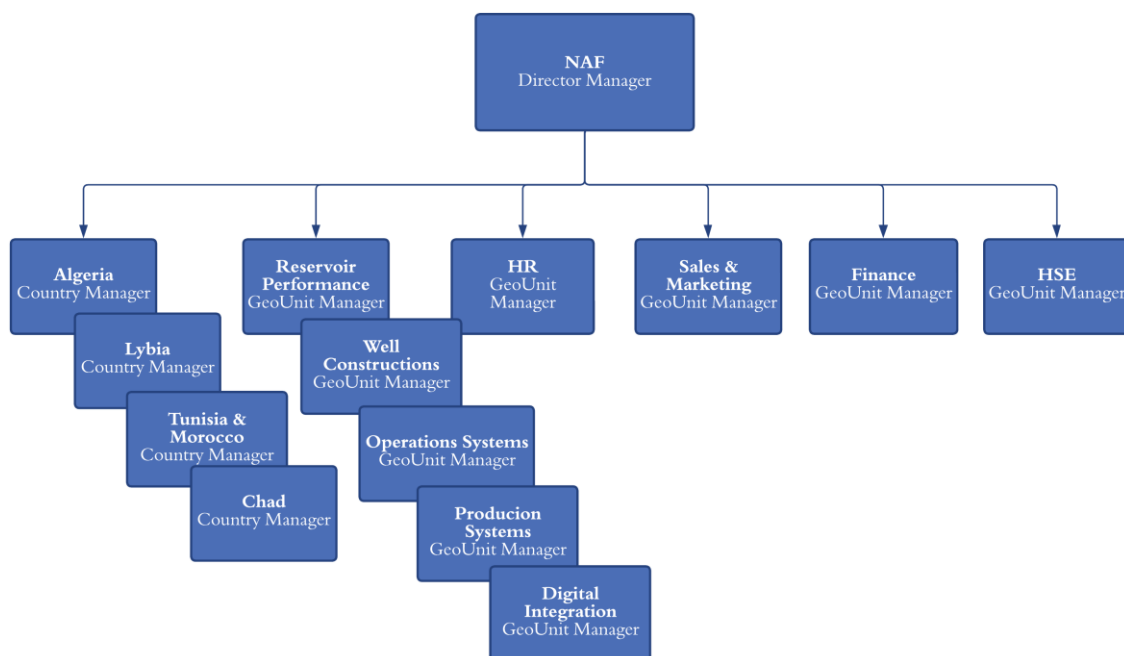 NAF
Director Manager
Algeria
Country Manager
Reservoir
Performance
GeoUnit Manager
HR
GeoUnit
Manager
Sales &
Marketing
GeoUnit Manager
Finance
GeoUnit Manager
HSE
GeoUnit Manager
Lybia
Country Manager
Well
Constructions
GeoUnit Manager
Tunisia &
Morocco
Country Manager
Operations Systems
GeoUnit Manager
Chad
Country Manager
Producion
Systems
GeoUnit Manager
Digital
Integration
GeoUnit Manager